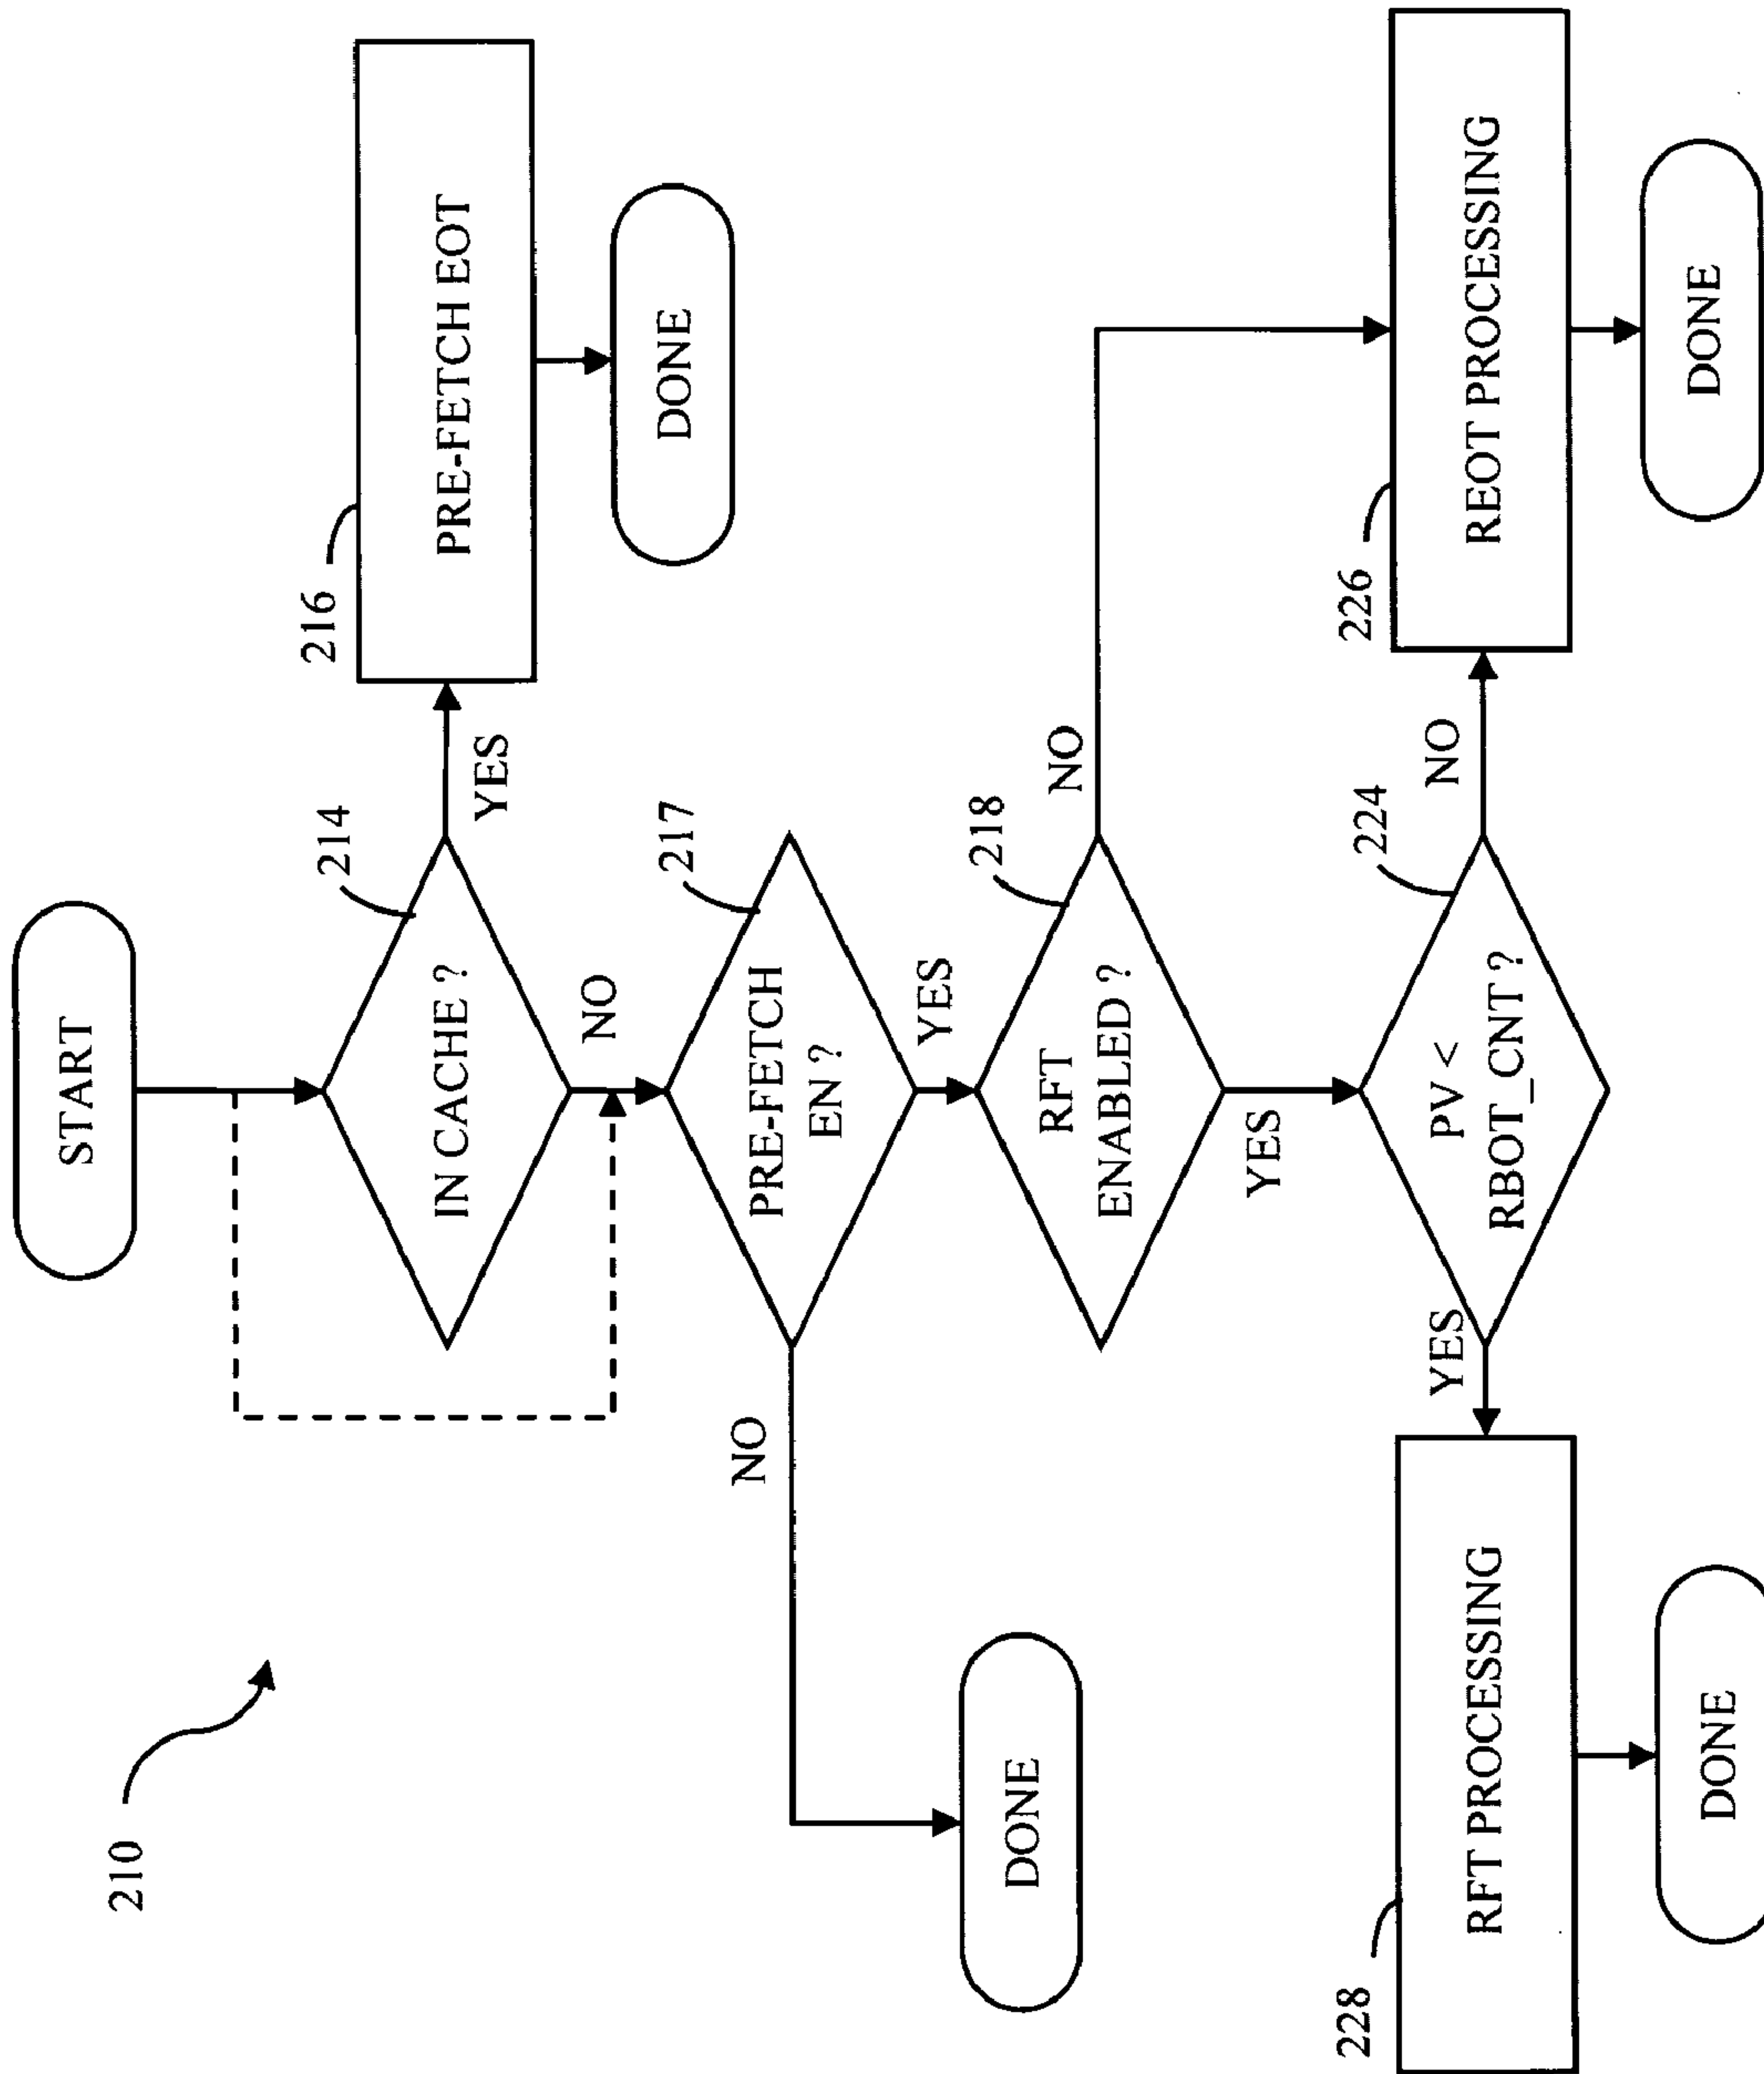 210
START
214
IN CACHE ?
YES
216
PRE-FETCH EOT
DONE
NO
217
PRE-FETCH
EN ?
NO
DONE
YES
218
RFT
ENABLED ?
NO
YES
224
PV <
RBOT_CNT ?
YES
NO
228
RFT PROCESSING
DONE
226
REOT PROCESSING
DONE